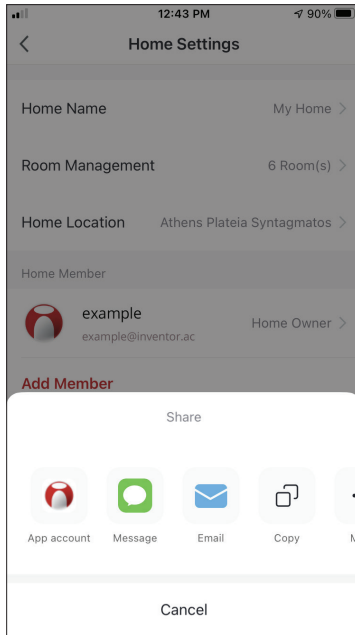 12:43 PM
90%
Home Settings
Home Name My Home
Room Management 6 Room(s)
Home Location Athens Plateia Syntagmatos
Home Member
example
example@inventor.ac
Home Owner
Add Member
Share
App account Message Email Copy M
Cancel